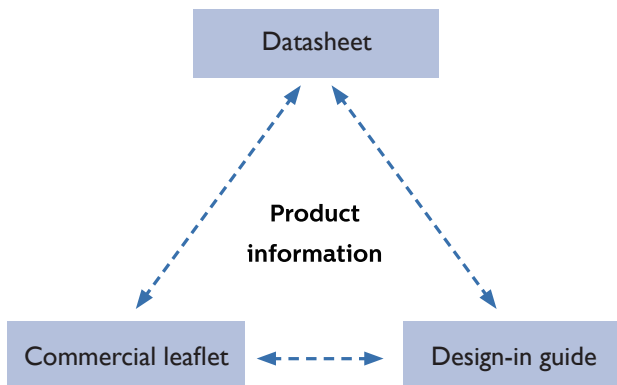 Datasheet
Product
information
Commercial leaflet
Design-in guide